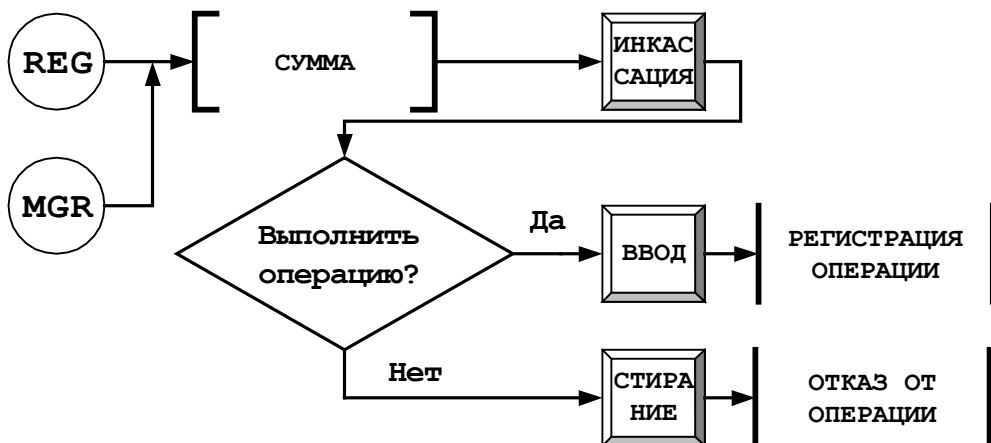 REG
СУММА
ИНКАС
САЦИЯ
MGR
Выполнить
операцию?
Да
ВВОД
РЕГИСТРАЦИЯ
ОПЕРАЦИИ
Нет
СТИРА
НИЕ
ОТКАЗ ОТ
ОПЕРАЦИИ